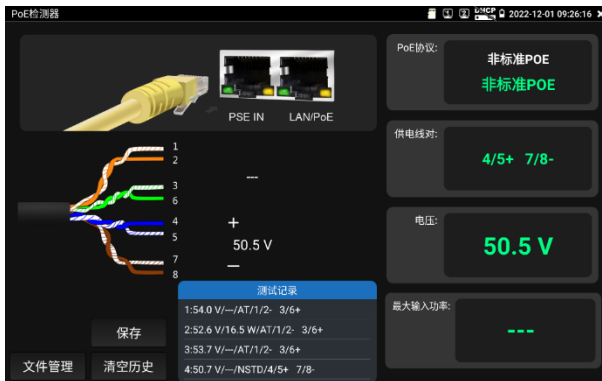 PoE检测器
1 2 DHCP 2022-12-01 09:26:16
PSE IN LAN/PoE
1
2
3
6
4
5
7
8
---
+
50.5 V
—
PoE协议:
非标准POE
非标准POE
供电线对:
4/5+ 7/8-
电压:
50.5 V
最大输入功率:
---
测试记录
1:54.0 V/---/AT/1/2- 3/6+
2:52.6 V/16.5 W/AT/1/2- 3/6+
3:53.7 V/---/AT/1/2- 3/6+
4:50.7 V/---/NSTD/4/5+ 7/8-
保存
文件管理 清空历史